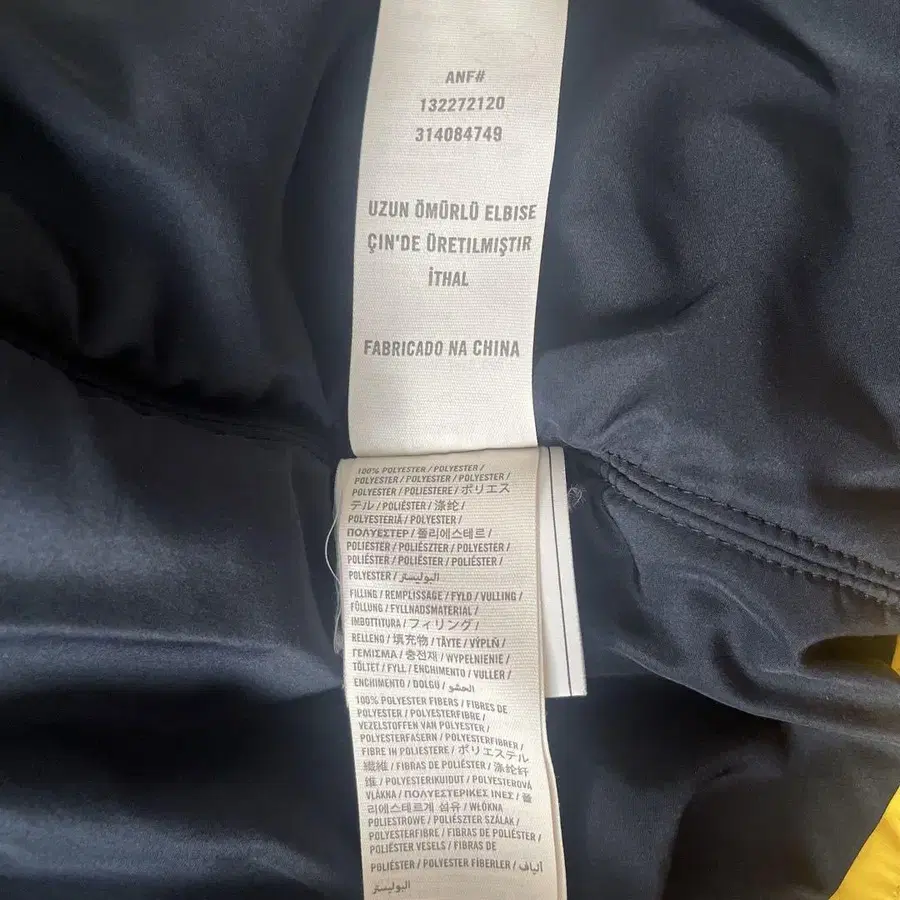 ANF#
132272120
314084749
UZUN ÖMÜRLÜ ELBISE
ÇIN'DE ÜRETILMIŞTIR
İTHAL
FABRICADO NA CHINA
100% POLYESTER / POLYESTER /
POLYESTER / POLYESTER / POLYESTER /
POLYESTER / POLIESTERE / ポリエス
テル / POLIÉSTER / 涤纶 /
POLYESTERIA / POLYESTER /
ΠΟΛΥΕΣΤΕΡ / 폴리에스테르 /
POLIESTER / POLIÉSZTER / POLYESTER /
POLIÉSTER / POLIÉSTER / POLIÉSTER /
POLYESTER / البوليستر
FILLING / REMPLISSAGE / FYLD / VULLING /
FÜLLUNG / FYLLNADSMATERIAL /
IMBOTTITURA / フィリング /
RELLENO / 填充物 / TÄYTE / VÝPLŇ /
ΓΕΜΙΣΜΑ / 충전재 / WYPEŁNIENIE /
TÖLTET / FYLL / ENCHIMENTO / VULLER /
ENCHIMENTO / DOLGU / الحشو
100% POLYESTER FIBERS / FIBRES DE
POLYESTER / POLYESTERFIBRE /
VEZELSTOFFEN VAN POLYESTER /
POLYESTERFASERN / POLYESTERFIBRER /
FIBRE IN POLIESTERE / ポリエステル
繊維 / FIBRAS DE POLIÉSTER / 涤纶纤
维 / POLYESTERIKUIDUT / POLYESTEROVÁ
VLÁKNA / ΠΟΛΥΕΣΤΕΡΙΚΕΣ ΙΝΕΣ / 폴
리에스테르계 섬유 / WŁÓKNA
POLIESTROWE / POLIÉSZTER SZÁLAK /
POLYESTERFIBRE / FIBRAS DE POLIÉSTER /
POLIÉSTER VESELS / FIBRAS DE
POLIÉSTER / POLYESTER FIBERLER / ألياف
البوليستر